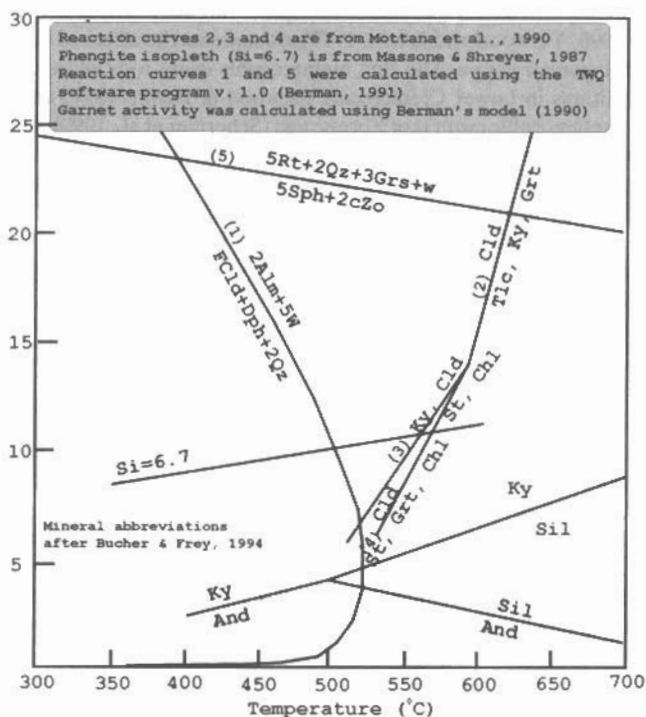 30
Reaction curves 2,3 and 4 are from Mottana et al., 1990
Phengite isopleth (Si=6.7) is from Massone & Shreyer, 1987
Reaction curves 1 and 5 were calculated using the TWQ
software program v. 1.0 (Berman, 1991)
Garnet activity was calculated using Berman's model (1990)
25
(5) 5Rt+2Qz+3Grs+w
5Sph+2cZo
20
(1) 2Alm+5W
FCld+Dph+2Qz
(2) Cld
Tlc, Ky, Grt
15
(3) Ky, Cld
St, Chl
10
Si=6.7
(4) Cld
St, Grt, Chl
Ky
Sil
Mineral abbreviations
after Bucher & Frey, 1994
5
Ky
And
Sil
And
300 350 400 450 500 550 600 650 700
Temperature (°C)